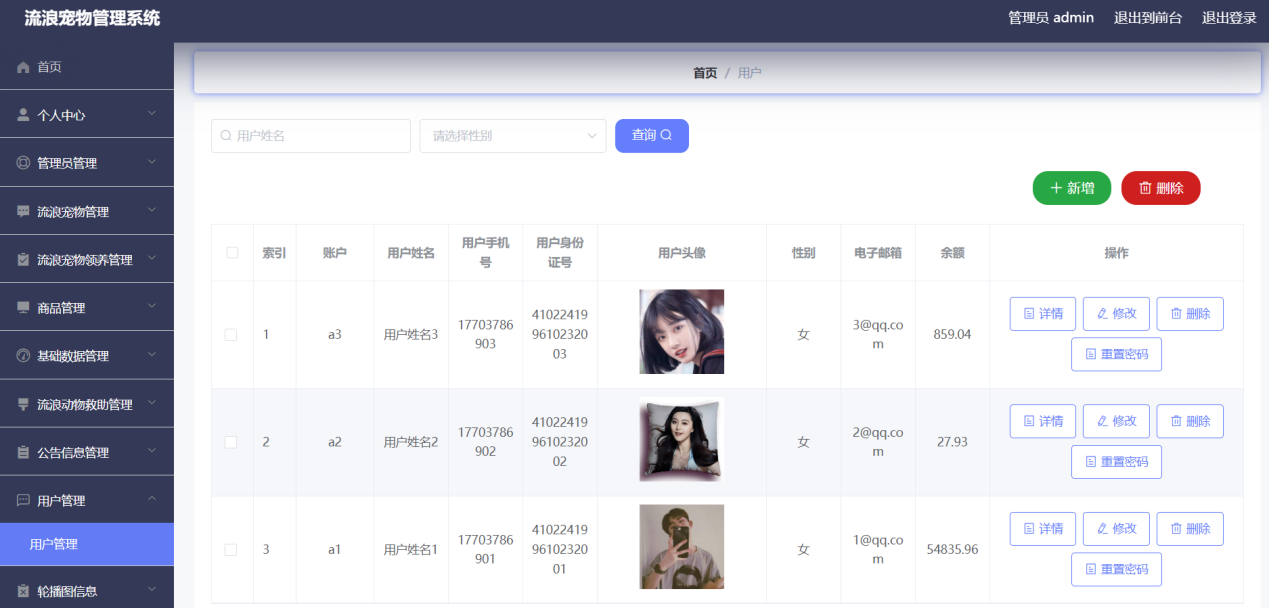 流浪宠物管理系统
管理员 admin 退出到前台 退出登录
首页
个人中心
管理员管理
流浪宠物管理
流浪宠物领养管理
商品管理
基础数据管理
流浪动物救助管理
公告信息管理
用户管理
用户管理
轮播图信息
首页 / 用户
用户姓名 请选择性别 查询
新增 删除
索引 账户 用户姓名 用户手机 用户身份 用户头像 性别 电子邮箱 余额 操作
号 证号
1 a3 用户姓名3 17703786 41022419 女 3@qq.co 859.04 详情 修改 删除
903 96102320 m 重置密码
03
2 a2 用户姓名2 17703786 41022419 女 2@qq.co 27.93 详情 修改 删除
902 96102320 m 重置密码
02
3 a1 用户姓名1 17703786 41022419 女 1@qq.co 54835.96 详情 修改 删除
901 96102320 m 重置密码
01